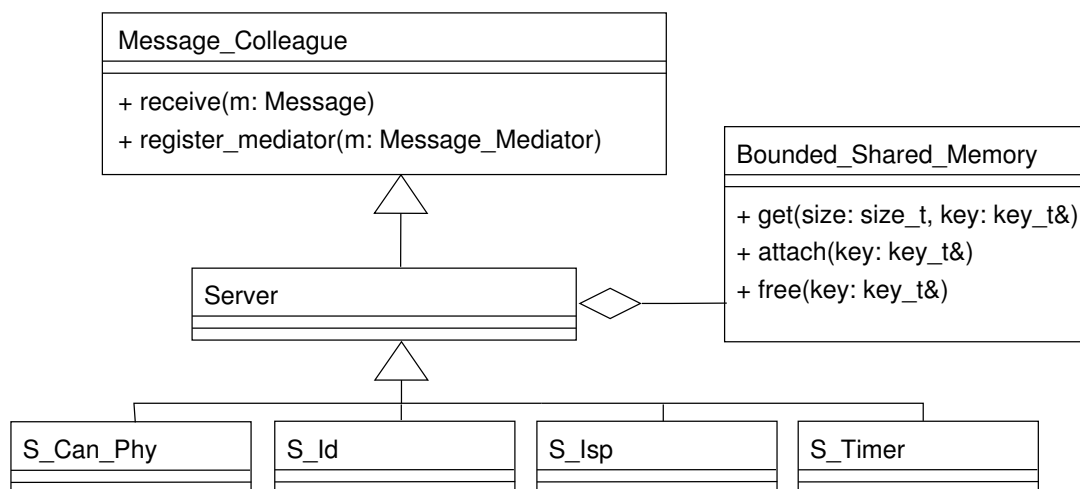 Message_Colleague
+ receive(m: Message)
+ register_mediator(m: Message_Mediator)
Bounded_Shared_Memory
+ get(size: size_t, key: key_t&)
+ attach(key: key_t&)
+ free(key: key_t&)
Server
S_Can_Phy
S_Id
S_Isp
S_Timer